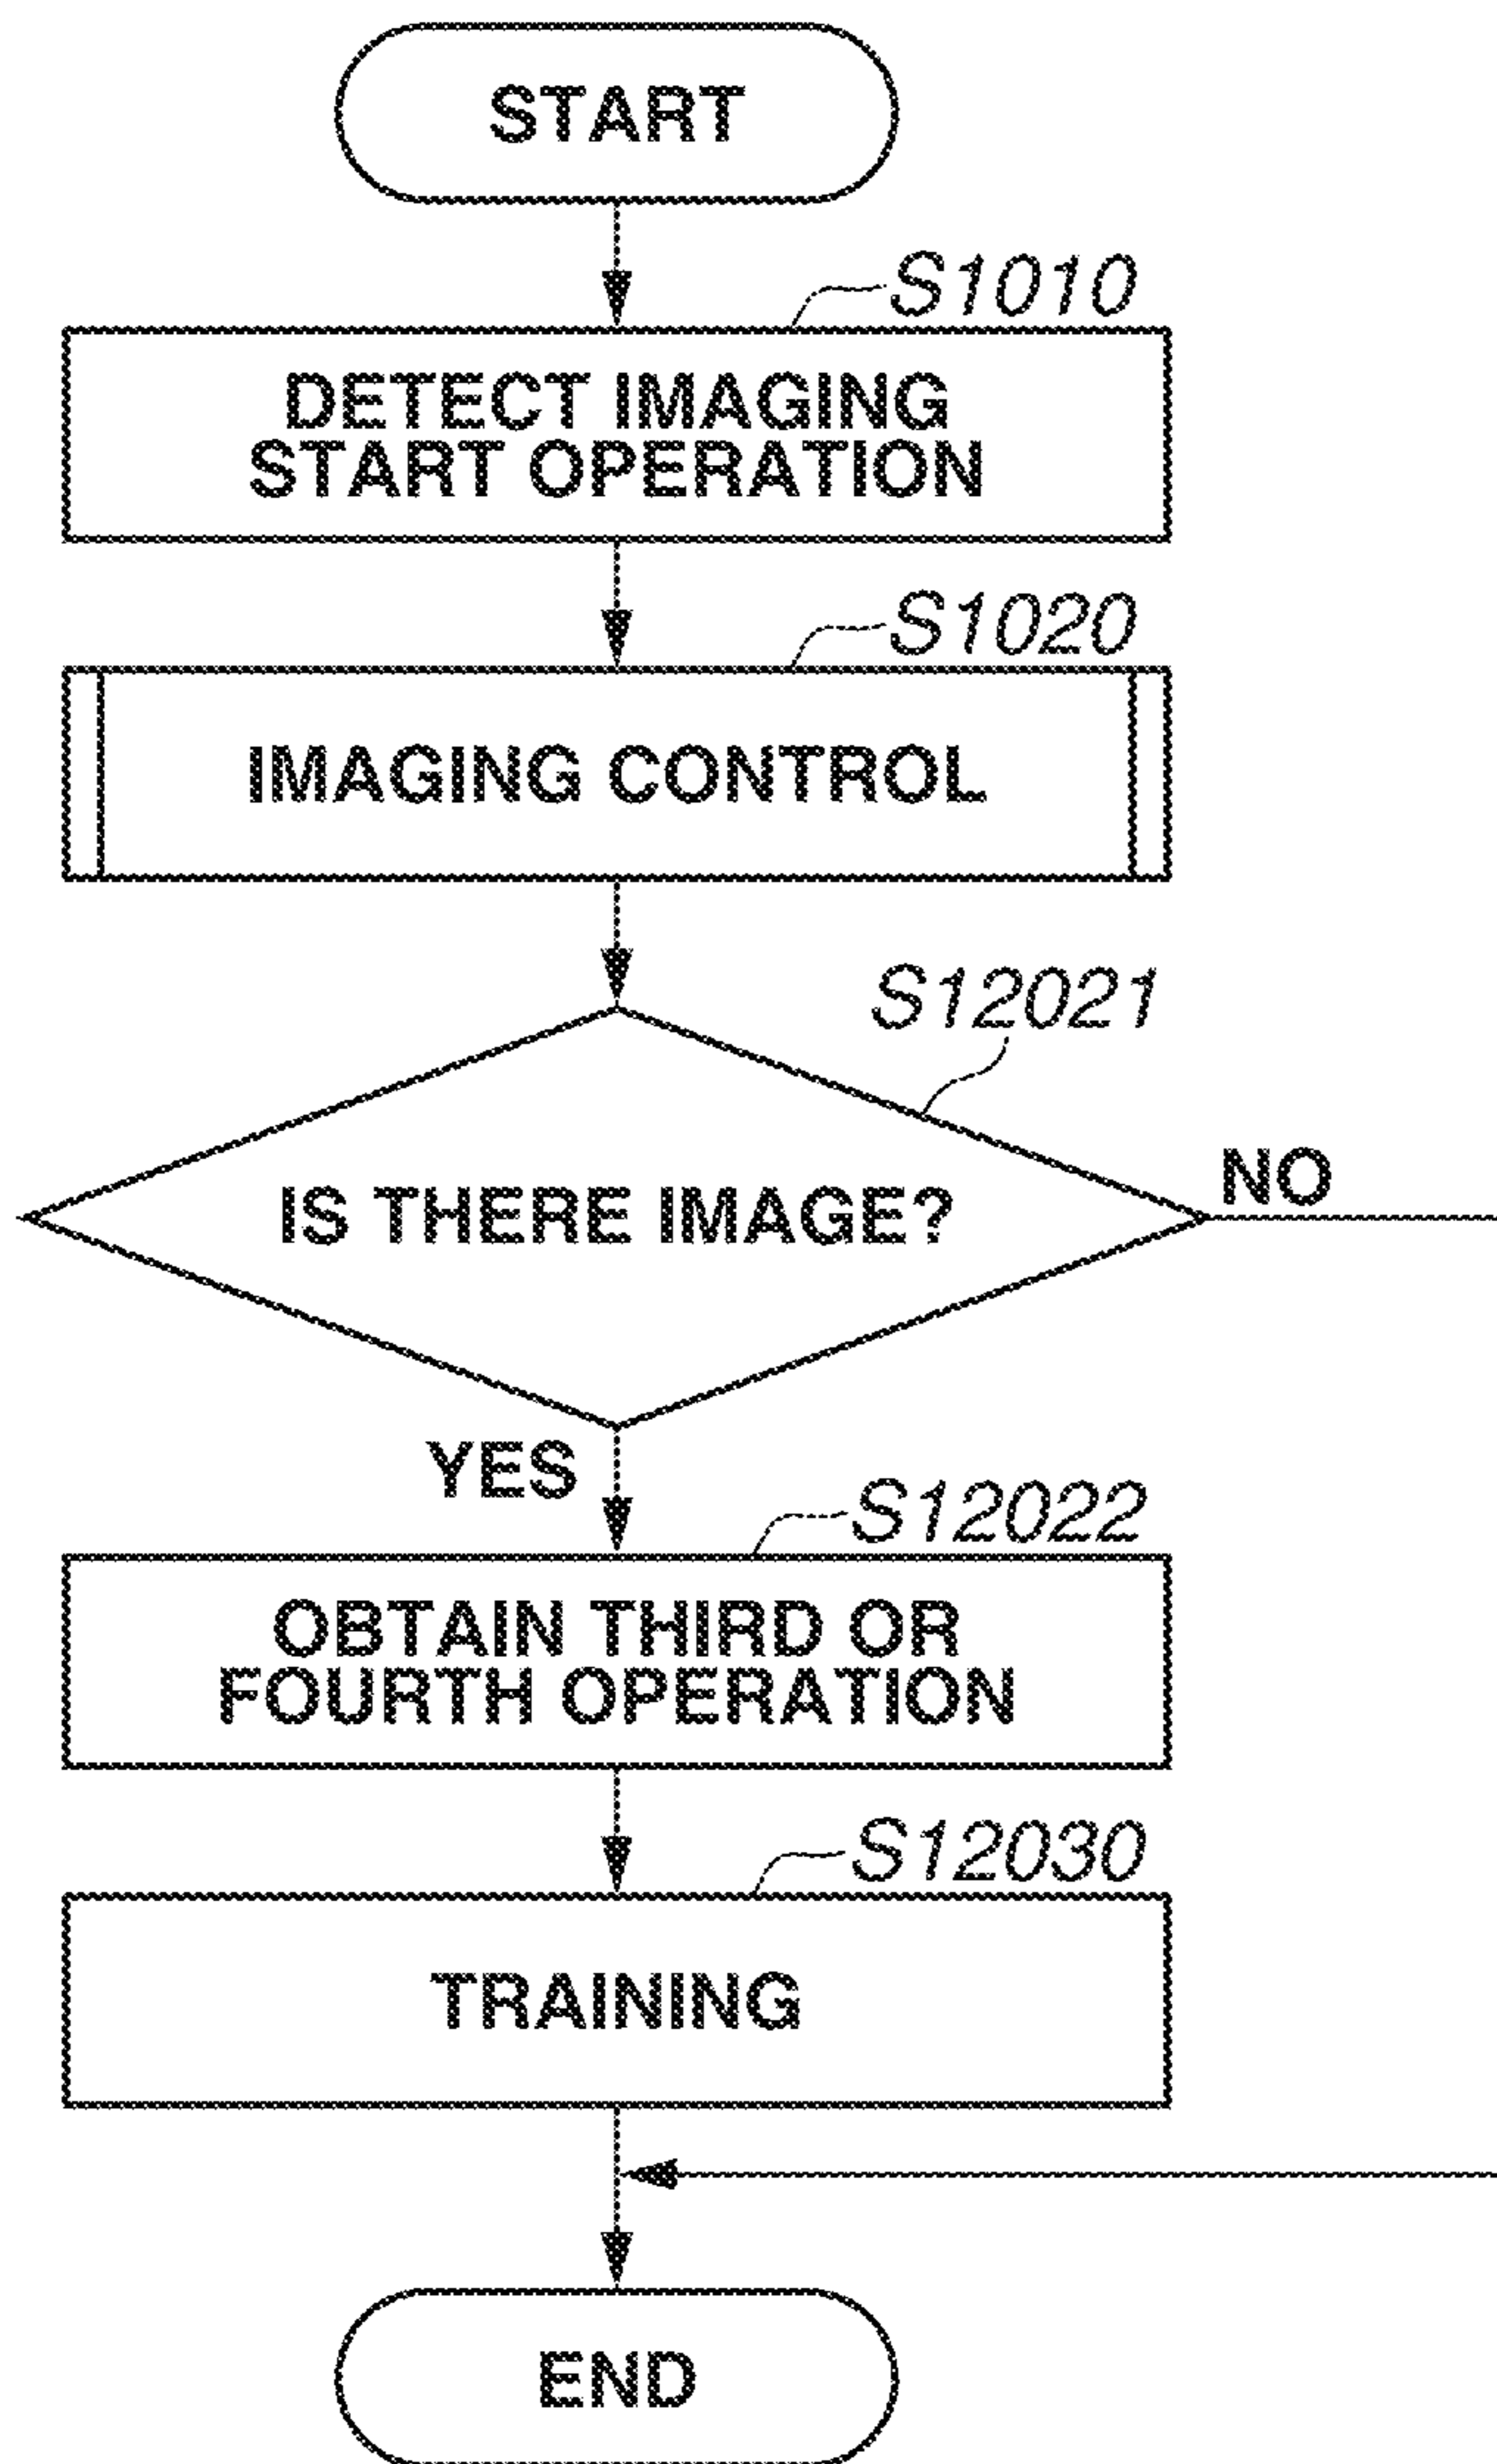 START
S1010
DETECT IMAGING
START OPERATION
S1020
IMAGING CONTROL
S12021
IS THERE IMAGE?
NO
YES
S12022
OBTAIN THIRD OR
FOURTH OPERATION
S12030
TRAINING
END